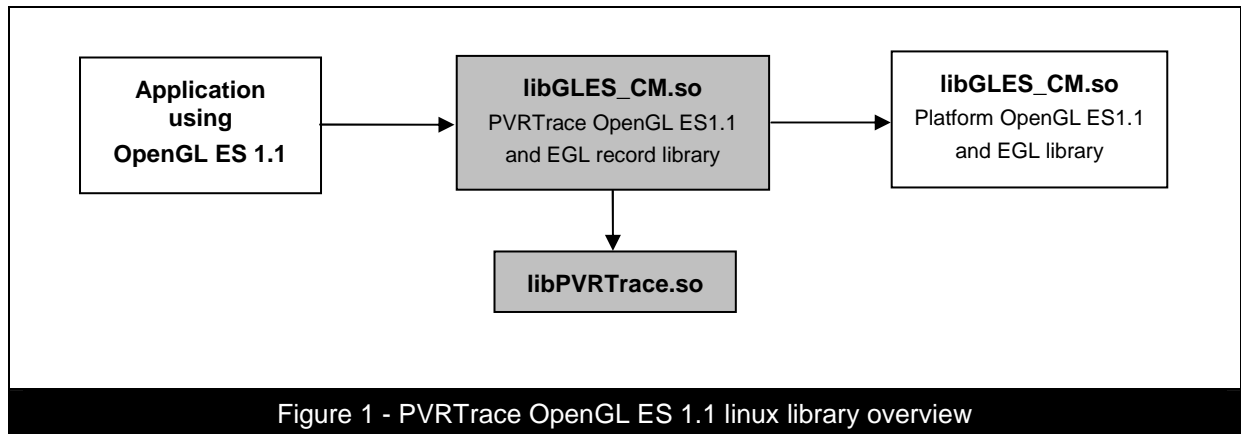 Application
using
OpenGL ES 1.1
libGLES_CM.so
PVRTrace OpenGL ES1.1
and EGL record library
libGLES_CM.so
Platform OpenGL ES1.1
and EGL library
libPVRTrace.so
Figure 1 - PVRTrace OpenGL ES 1.1 linux library overview